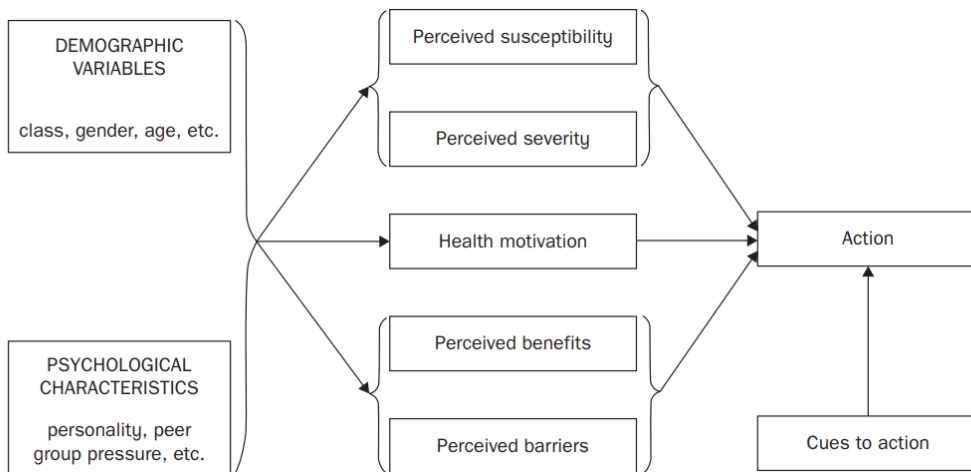 DEMOGRAPHIC
VARIABLES
class, gender, age, etc.
PSYCHOLOGICAL
CHARACTERISTICS
personality, peer
group pressure, etc.
Perceived susceptibility
Perceived severity
Health motivation
Perceived benefits
Perceived barriers
Action
Cues to action